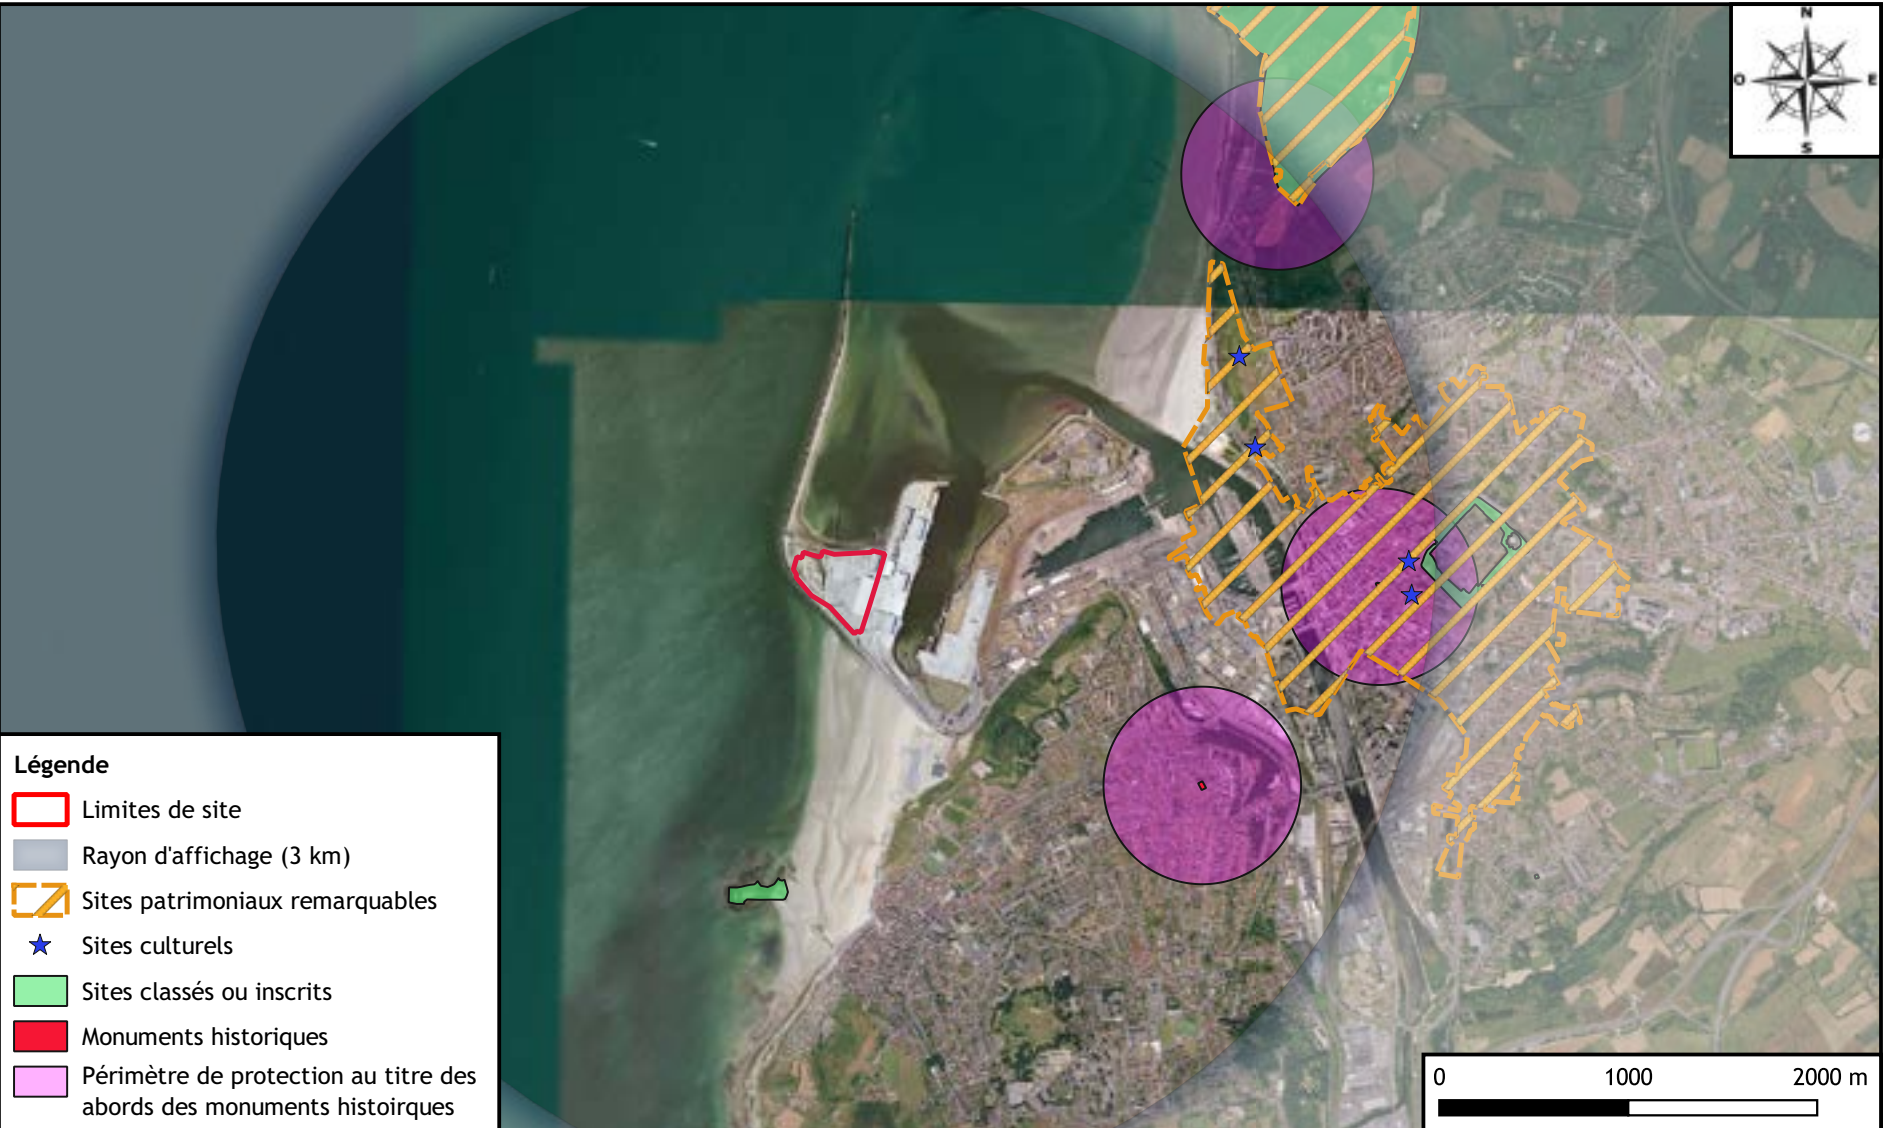 N
O E
S
Légende
Limites de site
Rayon d'affichage (3 km)
Sites patrimoniaux remarquables
Sites culturels
Sites classés ou inscrits
Monuments historiques
Périmètre de protection au titre des
abords des monuments histoirques
0 1000 2000 m